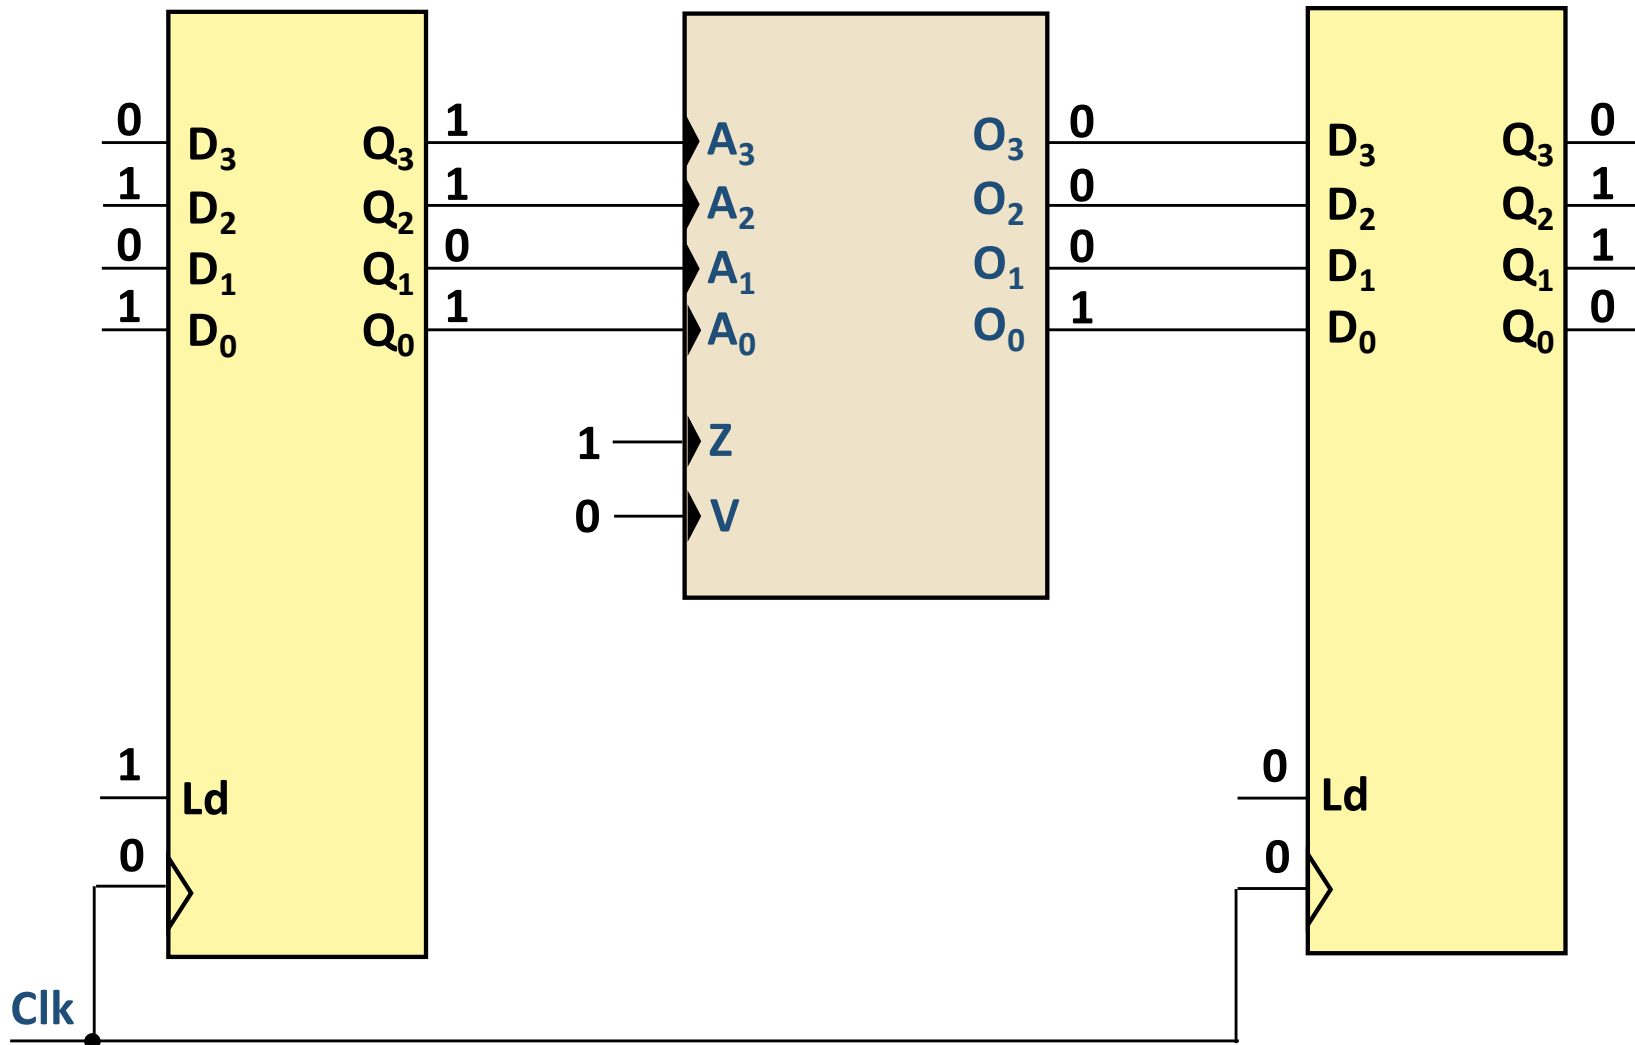 0 1 0 0
D3 Q3 A3 O3 D3 Q3
1 1 0 1
D2 Q2 A2 O2 D2 Q2
0 0 0 1
D1 Q1 A1 O1 D1 Q1
1 1 1 0
D0 Q0 A0 O0 D0 Q0
1 Z
0 V
1 0
Ld Ld
0 0
Clk